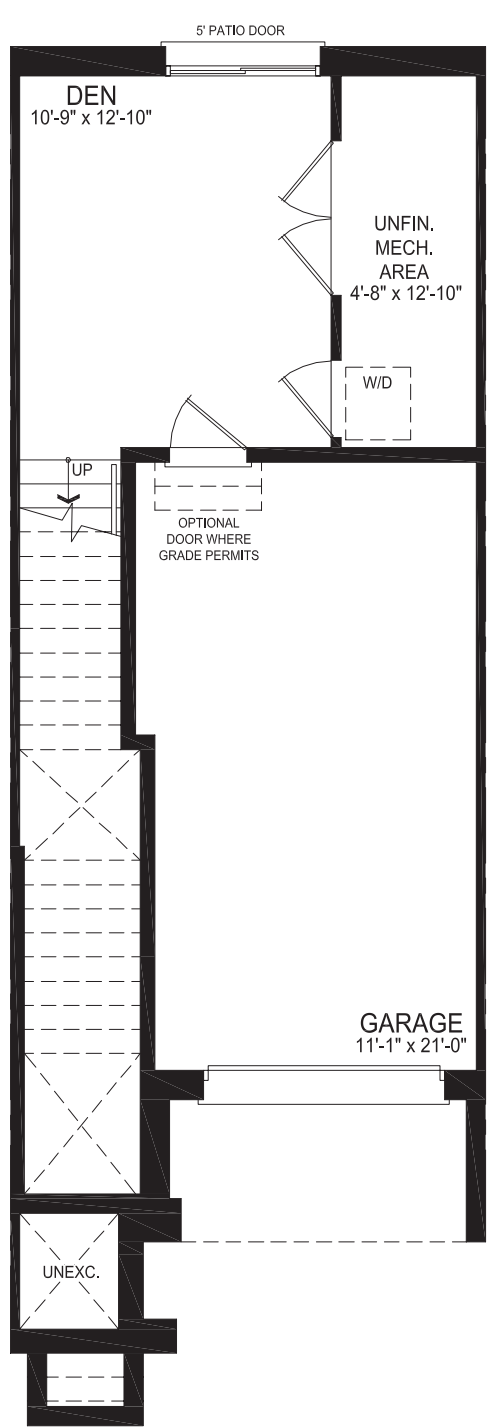 5' PATIO DOOR
DEN
10'-9" x 12'-10"
UNFIN.
MECH.
AREA
4'-8" x 12'-10"
W/D
UP
OPTIONAL
DOOR WHERE
GRADE PERMITS
GARAGE
11'-1" x 21'-0"
UNEXC.